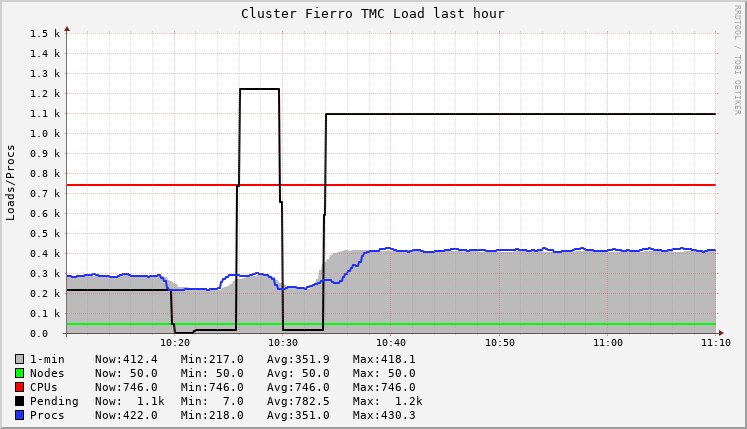 Cluster Fierro TMC Load last hour
RRDTOOL / TOBI OETIKER
Loads/Procs
1.5 k
1.4 k
1.3 k
1.2 k
1.1 k
1.0 k
0.9 k
0.8 k
0.7 k
0.6 k
0.5 k
0.4 k
0.3 k
0.2 k
0.1 k
0.0
10:20 10:30 10:40 10:50 11:00 11:10
1-min Now:412.4 Min:217.0 Avg:351.9 Max:418.1
Nodes Now: 50.0 Min: 50.0 Avg: 50.0 Max: 50.0
CPUs Now:746.0 Min:746.0 Avg:746.0 Max:746.0
Pending Now: 1.1k Min: 7.0 Avg:782.5 Max: 1.2k
Procs Now:422.0 Min:218.0 Avg:351.0 Max:430.3